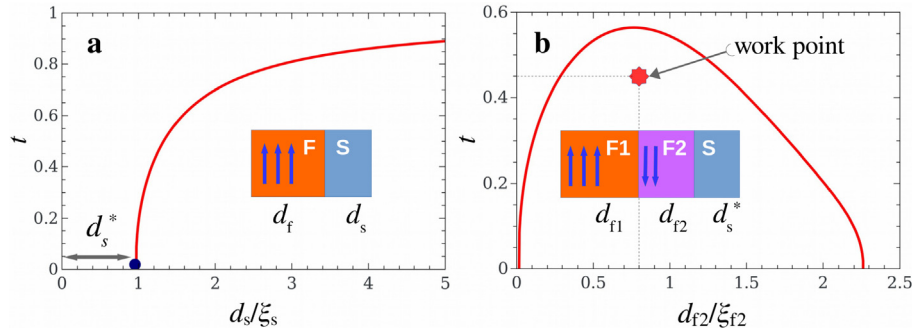 a
t
1
0.8
0.6
0.4
0.2
0
d_s^*
F
S
d_f
d_s
0
1
2
3
4
5
d_s/ξ_s
b
work point
t
0.6
0.4
0.2
0
F1
F2
S
d_f1
d_f2
d_s^*
0
0.5
1
1.5
2
2.5
d_f2/ξ_f2